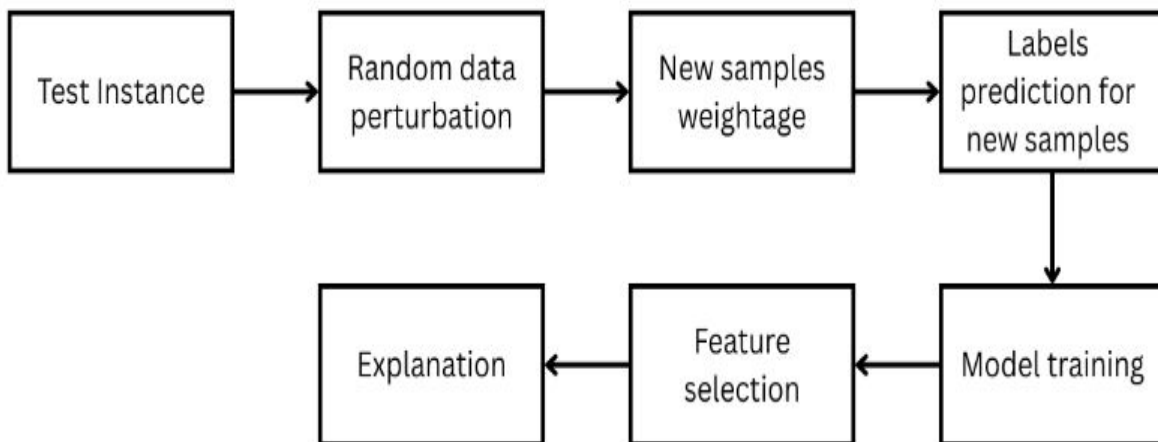 Test Instance
Random data
perturbation
New samples
weightage
Labels
prediction for
new samples
Explanation
Feature
selection
Model training